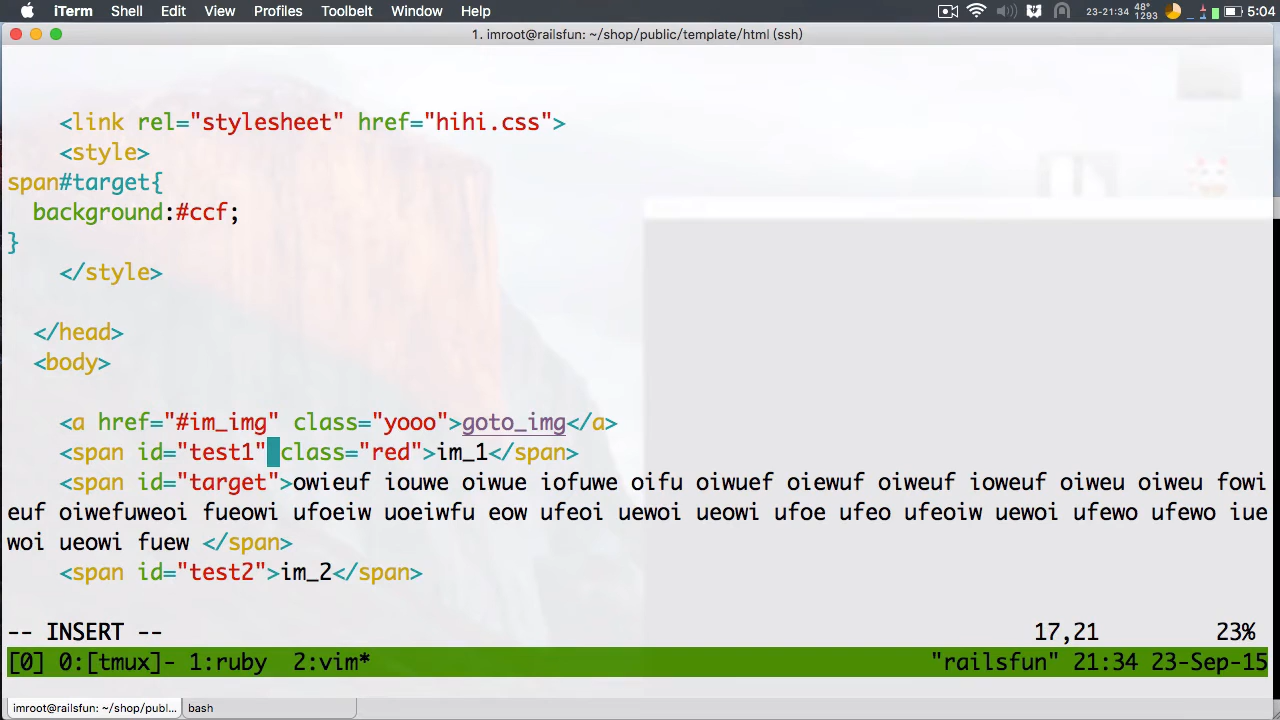 iTerm Shell Edit View Profiles Toolbelt Window Help 23-21:34 48° 1293 5:04
1. imroot@railsfun: ~/shop/public/template/html (ssh)
<link rel="stylesheet" href="hihi.css">
<style>
span#target{
background:#ccf;
}
</style>
</head>
<body>
<a href="#im_img" class="yooo">goto_img</a>
<span id="test1" class="red">im_1</span>
<span id="target">owieuf iouwe oiwue iofuwe oifu oiwuef oiewuf oiweuf ioweuf oiweu oiweu fowi
euf oiwefuweoi fueowi ufoeiw uoeiwfu eow ufeoi uewoi ueowi ufoe ufeo ufeoiw uewoi ufewo ufewo iue
woi ueowi fuew </span>
<span id="test2">im_2</span>
-- INSERT -- 17,21 23%
[0] 0:[tmux]- 1:ruby 2:vim* "railsfun" 21:34 23-Sep-15
imroot@railsfun: ~/shop/publ... bash